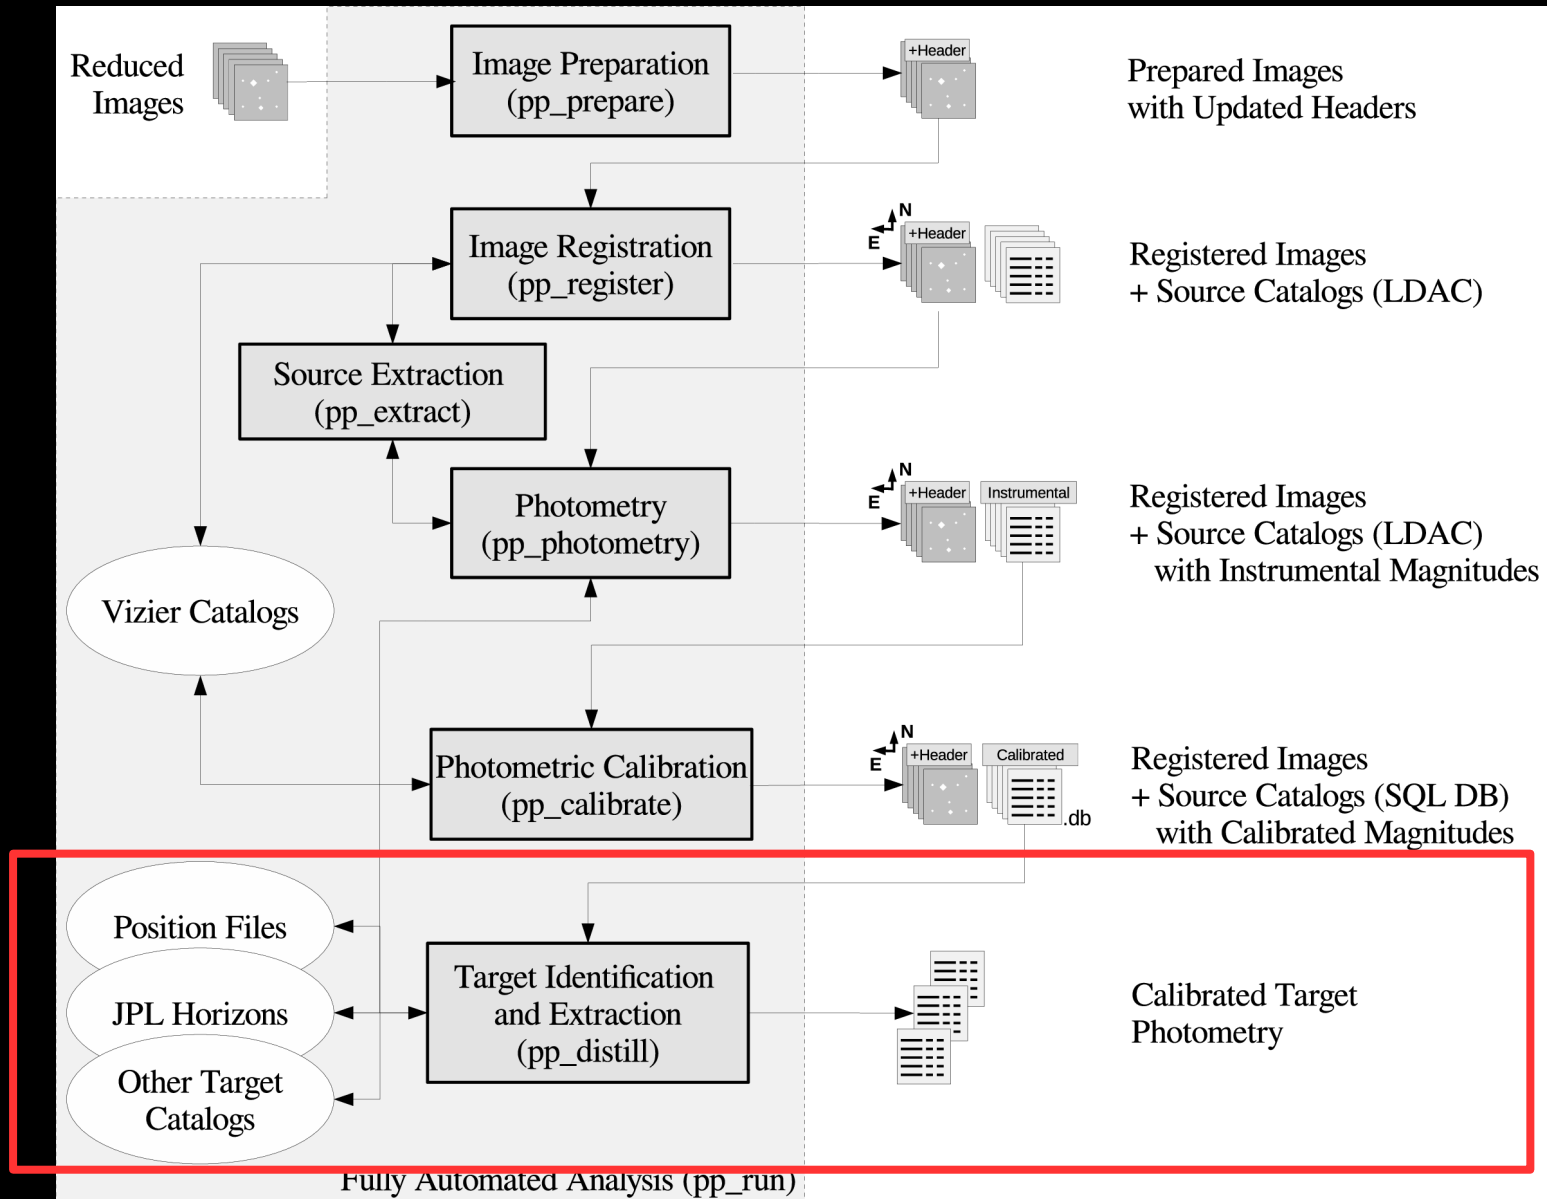 Reduced
Images
Image Preparation
(pp_prepare)
+Header
Prepared Images
with Updated Headers
Image Registration
(pp_register)
N
E
+Header
Registered Images
+ Source Catalogs (LDAC)
Source Extraction
(pp_extract)
Photometry
(pp_photometry)
N
E
+Header
Instrumental
Registered Images
+ Source Catalogs (LDAC)
with Instrumental Magnitudes
Vizier Catalogs
Photometric Calibration
(pp_calibrate)
N
E
+Header
Calibrated
.db
Registered Images
+ Source Catalogs (SQL DB)
with Calibrated Magnitudes
Position Files
JPL Horizons
Other Target
Catalogs
Target Identification
and Extraction
(pp_distill)
Calibrated Target
Photometry
Fully Automated Analysis (pp_run)